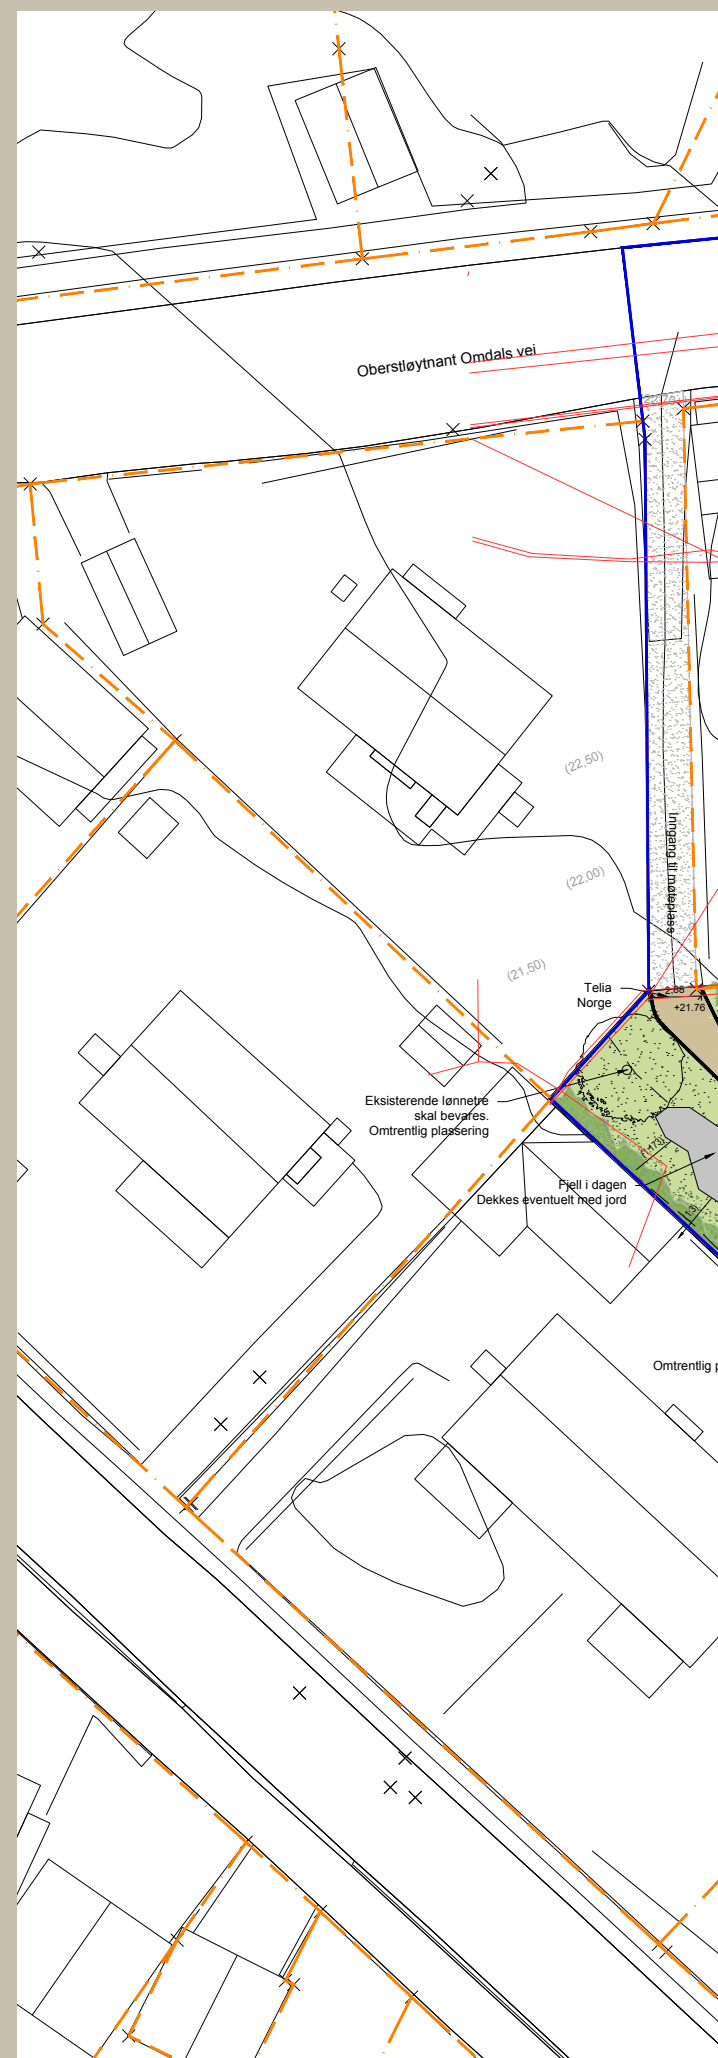 Oberstløytnant Omdals vei
(22,50)
(22,00)
Inngang til møteplass
(21,50)
Telia
Norge
2,88
+21.76
Eksisterende lønnetre
skal bevares.
Omtrentlig plassering
Fjell i dagen
Dekkes eventuelt med jord
Omtrentlig p